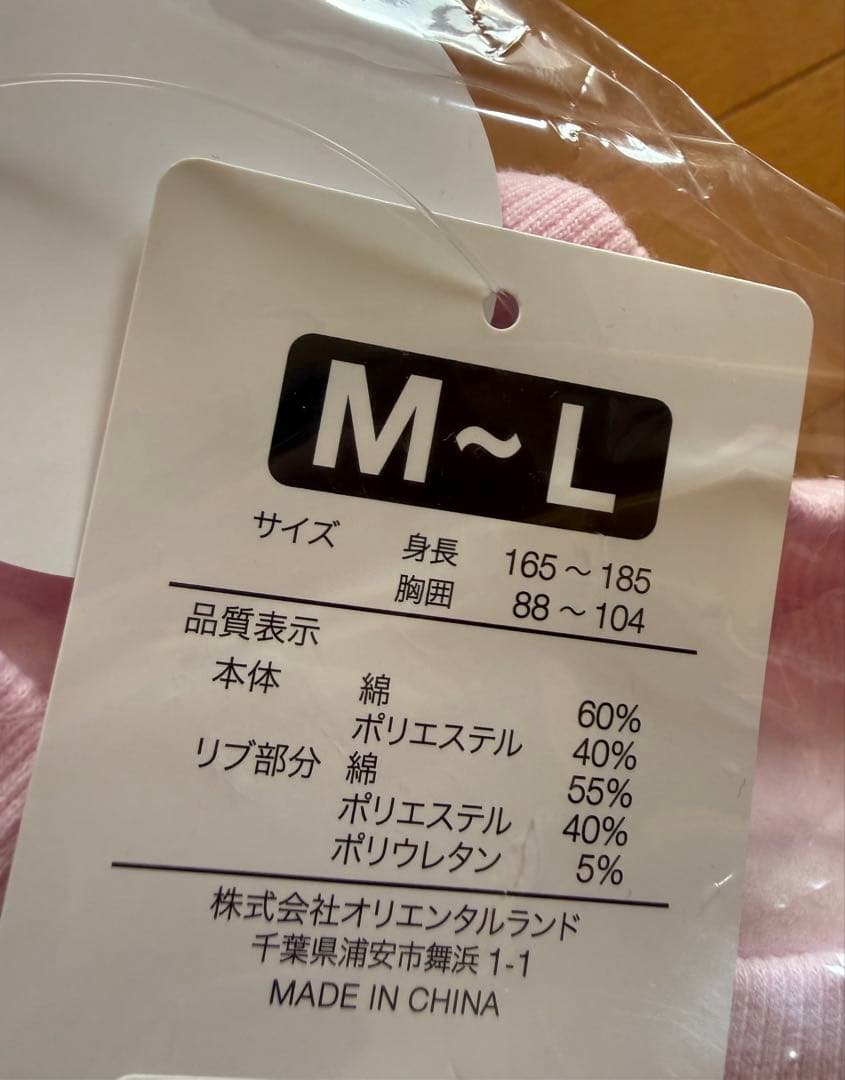 M~L
サイズ 身長 165~185
胸囲 88~104
品質表示
本体 綿 60%
ポリエステル 40%
リブ部分 綿 55%
ポリエステル 40%
ポリウレタン 5%
株式会社オリエンタルランド
千葉県浦安市舞浜 1-1
MADE IN CHINA